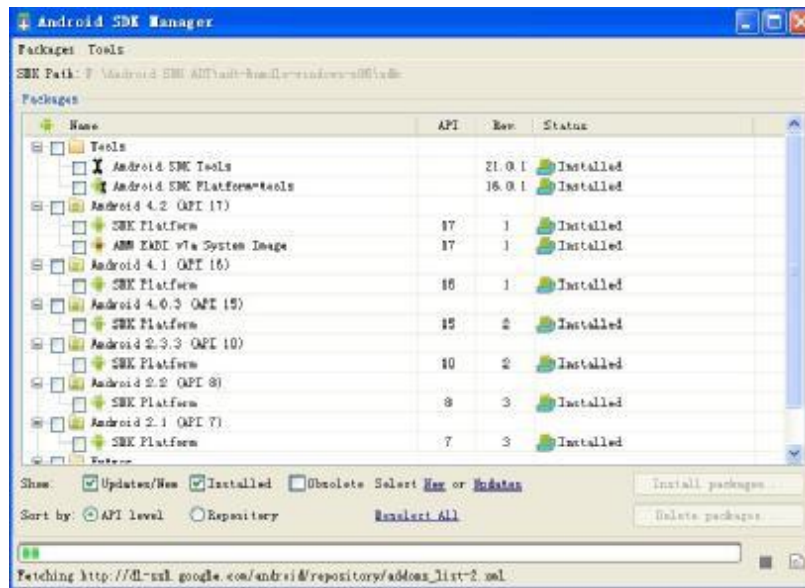 Android SDK Manager
Packages Tools
SDK Path:
Packages
Name API Rev. Status
Tools
Android SDK Tools 21.0.1 Installed
Android SDK Platform-tools 16.0.1 Installed
Android 4.2 (API 17)
SDK Platform 17 1 Installed
ARM EABI v7a System Image 17 1 Installed
Android 4.1 (API 16)
SDK Platform 16 1 Installed
Android 4.0.3 (API 15)
SDK Platform 15 2 Installed
Android 2.3.3 (API 10)
SDK Platform 10 2 Installed
Android 2.2 (API 8)
SDK Platform 8 3 Installed
Android 2.1 (API 7)
SDK Platform 7 3 Installed
Show: Updates/New Installed Obsolete Select New or Updates Install packages...
Sort by: API level Repository Deselect All Delete packages...
Fetching http://dl-ssl.google.com/android/repository/addons_list-2.xml